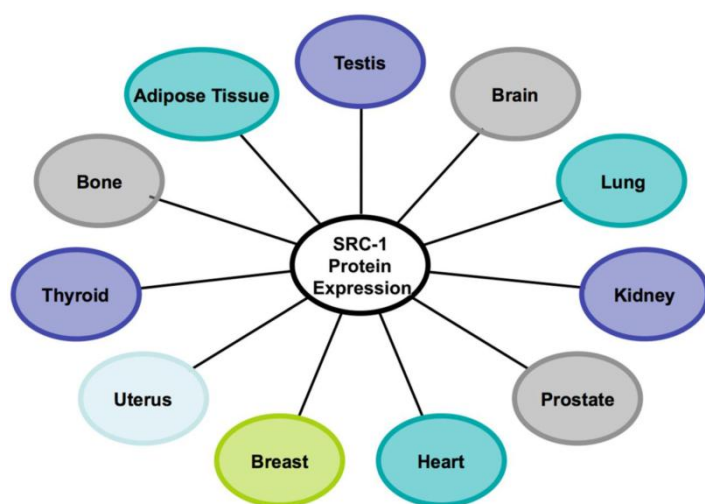 Testis
Adipose Tissue
Brain
Bone
Lung
SRC-1
Protein
Expression
Thyroid
Kidney
Uterus
Prostate
Breast
Heart